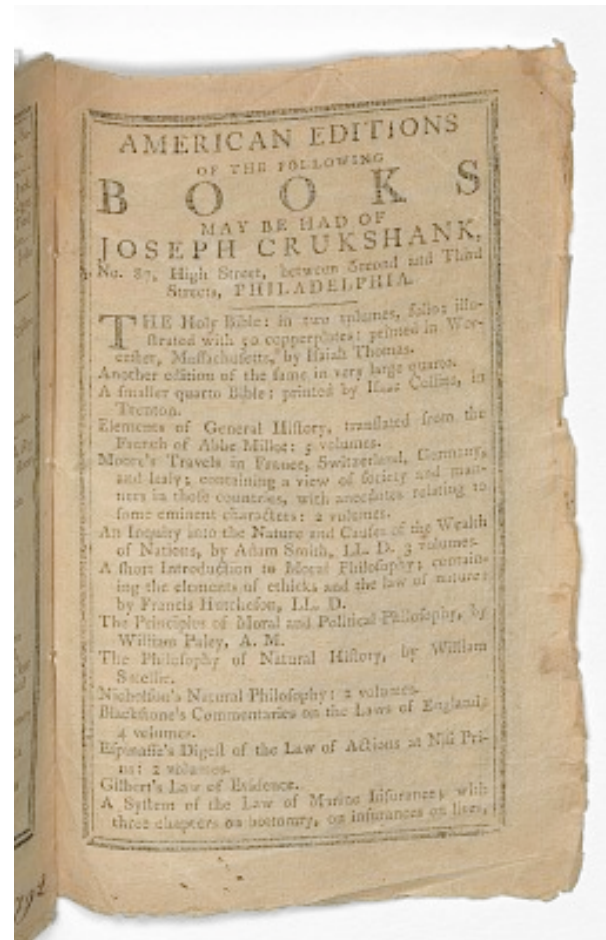 AMERICAN EDITIONS
OF THE FOLLOWING
BOOKS
MAY BE HAD OF
JOSEPH CRUKSHANK,
No. 87, High Street, between Second and Third
Streets, PHILADELPHIA.
THE Holy Bible: in two volumes, folio; illu-
ſtrated with 50 copperplates: printed in Wor-
ceſter, Maſſachuſetts, by Iſaiah Thomas.
Another edition of the ſame in very large quarto.
A ſmaller quarto Bible: printed by Iſaac Collins, in
Trenton.
Elements of General Hiſtory, tranſlated from the
French of Abbe Millot: 5 volumes.
Moore's Travels in France, Switzerland, Germany,
and Italy; containing a view of ſociety and man-
ners in thoſe countries, with anecdotes relating to
ſome eminent characters: 2 volumes.
An Inquiry into the Nature and Cauſes of the Wealth
of Nations, by Adam Smith, LL. D. 3 volumes.
A ſhort Introduction to Moral Philoſophy; contain-
ing the elements of ethicks and the law of nature:
by Francis Hutcheſon, LL. D.
The Principles of Moral and Political Philoſophy, by
William Paley, A. M.
The Philoſophy of Natural Hiſtory, by William
Smellie.
Nicholſon's Natural Philoſophy: 2 volumes.
Blackſtone's Commentaries on the Laws of England;
4 volumes.
Eſpinaſſe's Digeſt of the Law of Actions at Niſi Pri-
us: 2 volumes.
Gilbert's Law of Evidence.
A Syſtem of the Law of Marine Inſurance; with
three chapters on bottomry, on inſurances on lives,